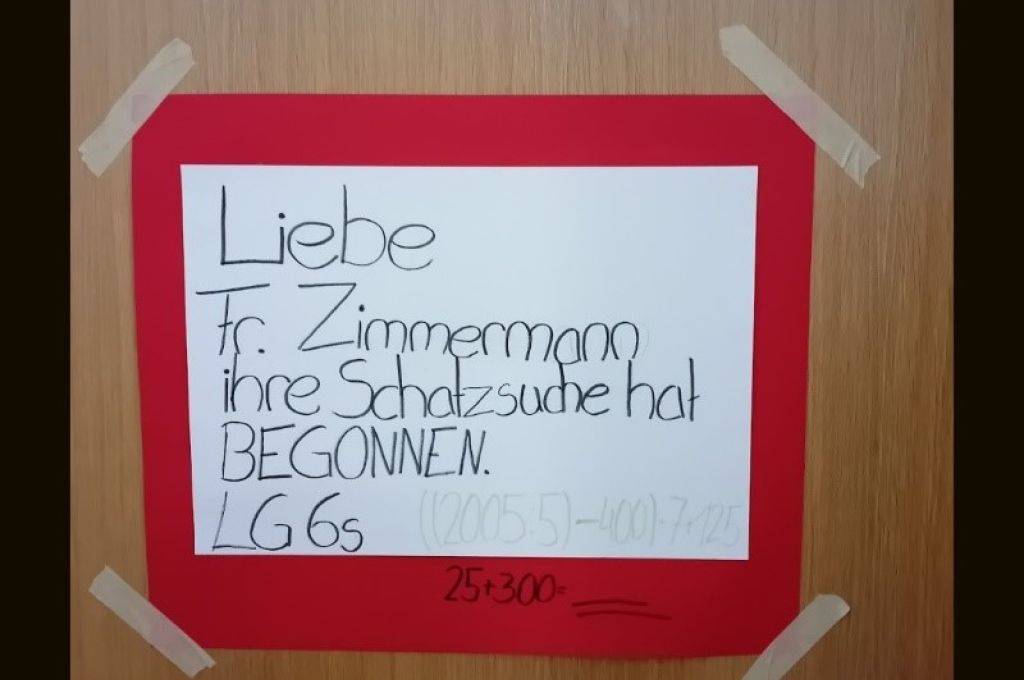 Liebe
Fr. Zimmermann
ihre Schatzsuche hat
BEGONNEN.
LG 6s
((2005:5)-400)·7+125
25+300=